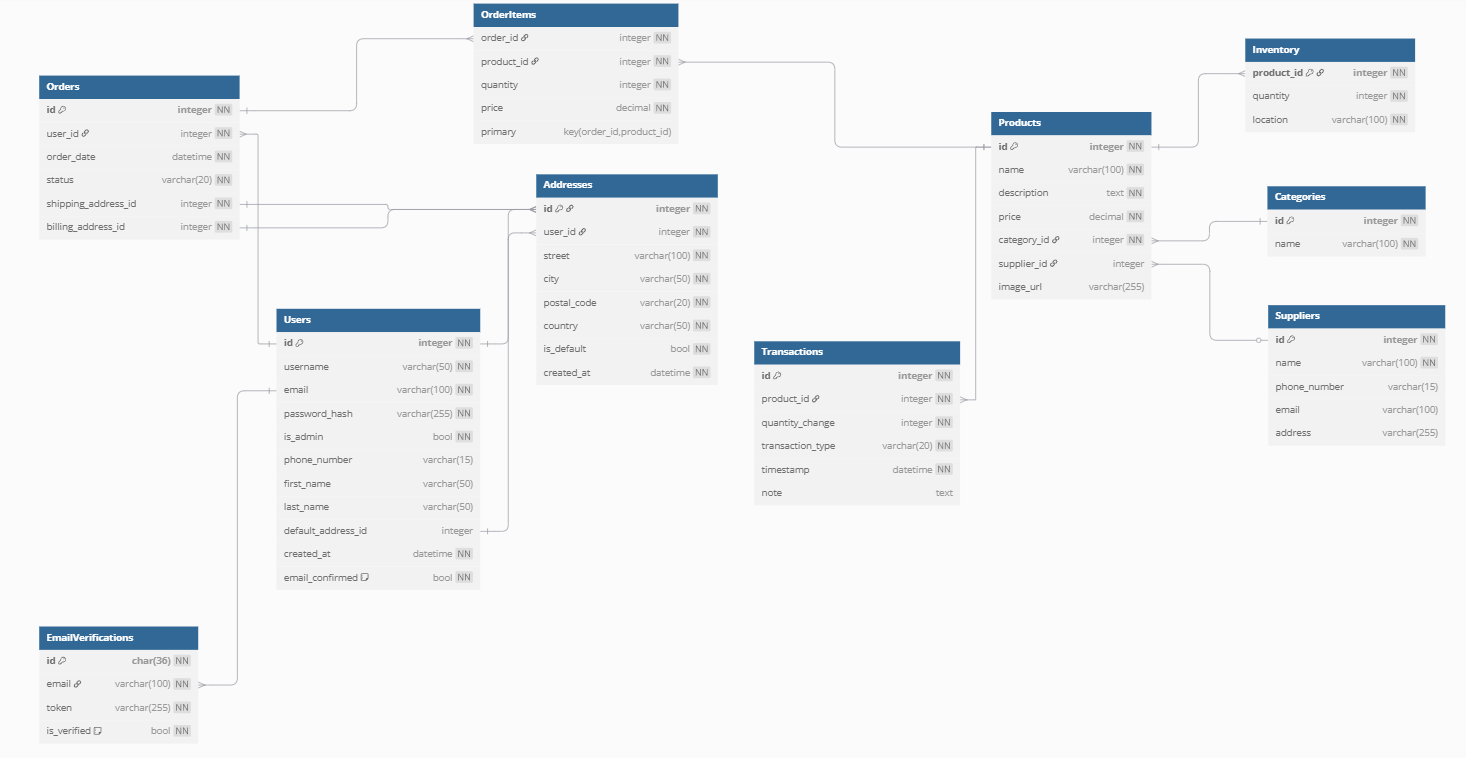 OrderItems
order_id integer NN
product_id integer NN
quantity integer NN
price decimal NN
primary key(order_id,product_id)
Orders
id integer NN
user_id integer NN
order_date datetime NN
status varchar(20) NN
shipping_address_id integer NN
billing_address_id integer NN
Addresses
id integer NN
user_id integer NN
street varchar(100) NN
city varchar(50) NN
postal_code varchar(20) NN
country varchar(50) NN
is_default bool NN
created_at datetime NN
Users
id integer NN
username varchar(50) NN
email varchar(100) NN
password_hash varchar(255) NN
is_admin bool NN
phone_number varchar(15)
first_name varchar(50)
last_name varchar(50)
default_address_id integer
created_at datetime NN
email_confirmed bool NN
EmailVerifications
id char(36) NN
email varchar(100) NN
token varchar(255) NN
is_verified bool NN
Transactions
id integer NN
product_id integer NN
quantity_change integer NN
transaction_type varchar(20) NN
timestamp datetime NN
note text
Products
id integer NN
name varchar(100) NN
description text NN
price decimal NN
category_id integer NN
supplier_id integer
image_url varchar(255)
Inventory
product_id integer NN
quantity integer NN
location varchar(100) NN
Categories
id integer NN
name varchar(100) NN
Suppliers
id integer NN
name varchar(100) NN
phone_number varchar(15)
email varchar(100)
address varchar(255)